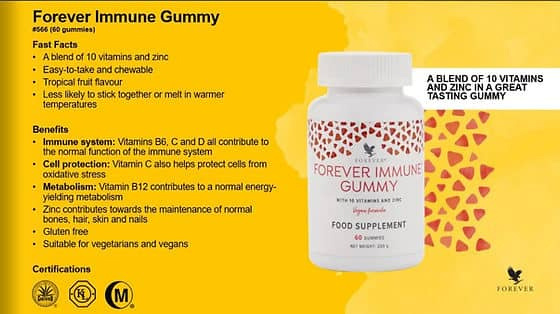 Forever Immune Gummy
#566 (60 gummies)
Fast Facts
• A blend of 10 vitamins and zinc
• Easy-to-take and chewable
• Tropical fruit flavour
• Less likely to stick together or melt in warmer
temperatures
Benefits
• Immune system: Vitamins B6, C and D all contribute to
the normal function of the immune system
• Cell protection: Vitamin C also helps protect cells from
oxidative stress
• Metabolism: Vitamin B12 contributes to a normal energy-
yielding metabolism
• Zinc contributes towards the maintenance of normal
bones, hair, skin and nails
• Gluten free
• Suitable for vegetarians and vegans
Certifications
K
M
FOREVER
FOREVER IMMUNE
GUMMY
WITH 10 VITAMINS AND ZINC
Vegan formula
FOOD SUPPLEMENT
60 GUMMIES
A BLEND OF 10 VITAMINS
AND ZINC IN A GREAT
TASTING GUMMY
FOREVER